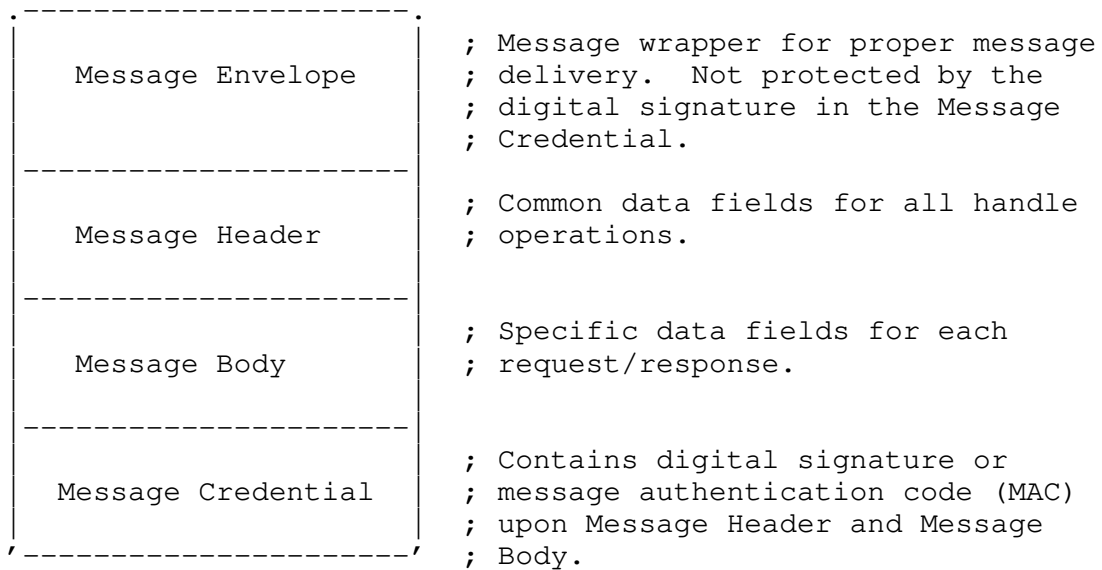 ; Message wrapper for proper message
Message Envelope ; delivery.  Not protected by the
; digital signature in the Message
; Credential.
; Common data fields for all handle
Message Header ; operations.
; Specific data fields for each
Message Body ; request/response.
; Contains digital signature or
Message Credential ; message authentication code (MAC)
; upon Message Header and Message
; Body.